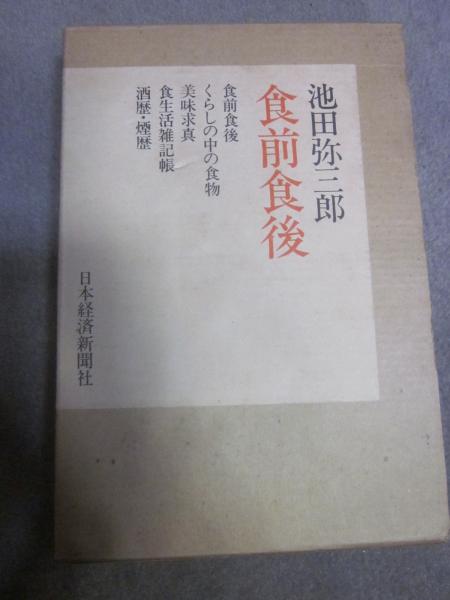 池田弥三郎
食前食後
食前食後
くらしの中の食物
美味求真
食生活雑記帳
酒歴・煙歴
日本経済新聞社